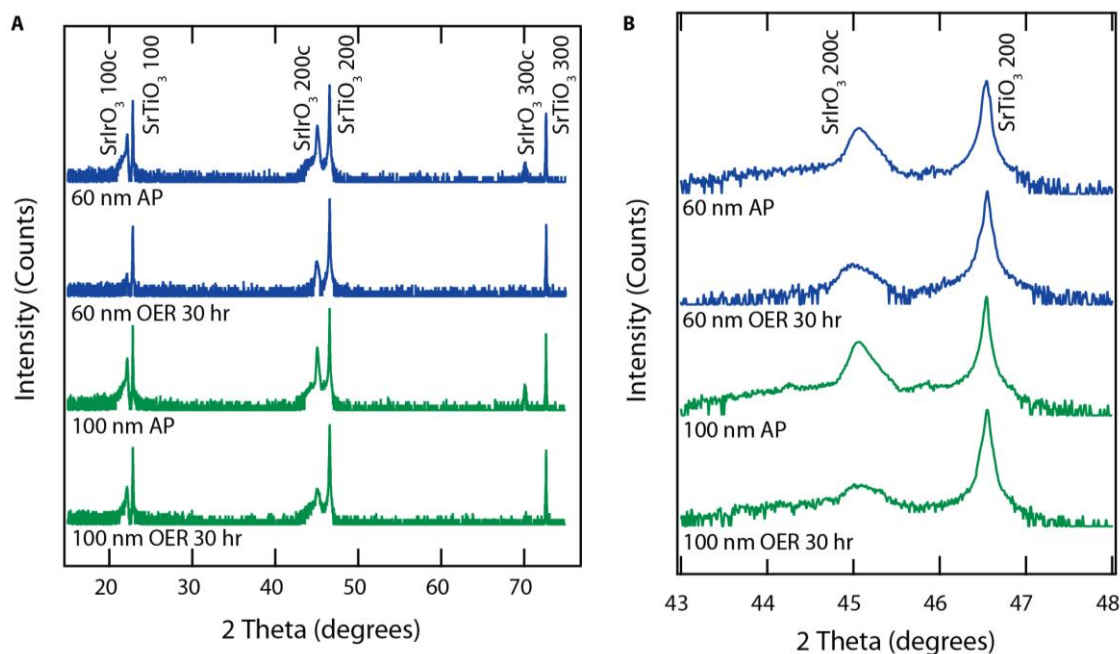 A
Intensity (Counts)
SrIrO3 100c
SrTiO3 100
SrIrO3 200c
SrTiO3 200
SrIrO3 300c
SrTiO3 300
60 nm AP
60 nm OER 30 hr
100 nm AP
100 nm OER 30 hr
20 30 40 50 60 70
2 Theta (degrees)
B
Intensity (Counts)
SrIrO3 200c
SrTiO3 200
60 nm AP
60 nm OER 30 hr
100 nm AP
100 nm OER 30 hr
43 44 45 46 47 48
2 Theta (degrees)